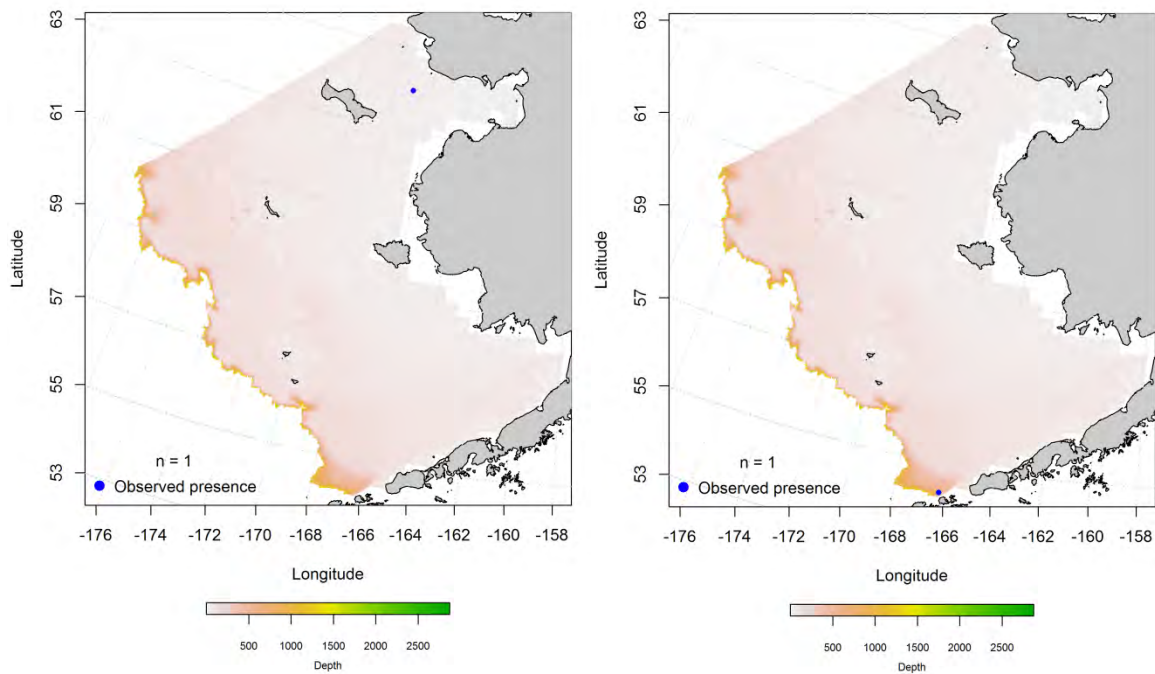 63
61
59
57
55
53
Latitude
n = 1
Observed presence
-176 -174 -172 -170 -168 -166 -164 -162 -160 -158
Longitude
500 1000 1500 2000 2500
Depth
63
61
59
57
55
53
Latitude
n = 1
Observed presence
-176 -174 -172 -170 -168 -166 -164 -162 -160 -158
Longitude
500 1000 1500 2000 2500
Depth